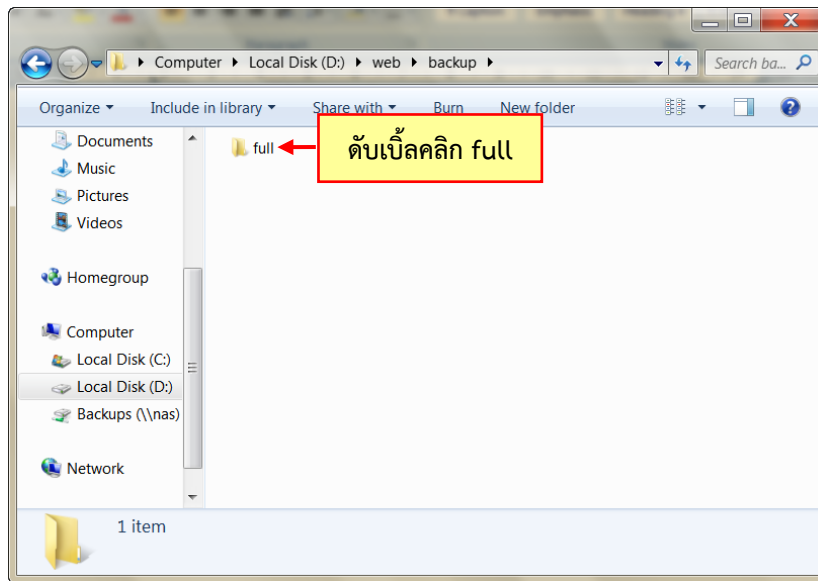 Computer Local Disk (D:) web backup
Search ba...
Organize Include in library Share with Burn New folder
Documents
Music
Pictures
Videos
Homegroup
Computer
Local Disk (C:)
Local Disk (D:)
Backups (\\nas)
Network
full
ดับเบิ้ลคลิก full
1 item